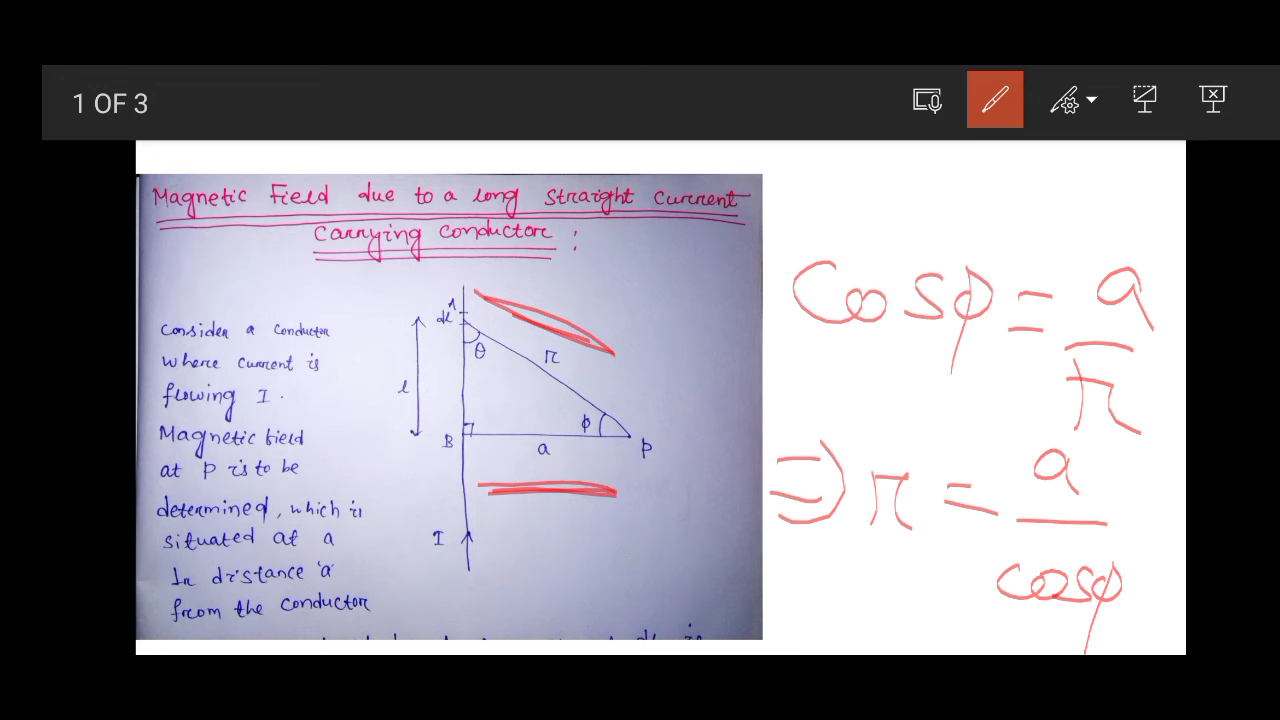 1 OF 3
Magnetic Field due to a long straight current
carrying conductor :
Consider a conductor
where current is
flowing I.
Magnetic field
at P is to be
determined, which is
situated at a
In distance 'a'
from the conductor
A
dl
θ
r
l
B
a
φ
P
I
cosφ = a
r
⇒ r = a
cosφ